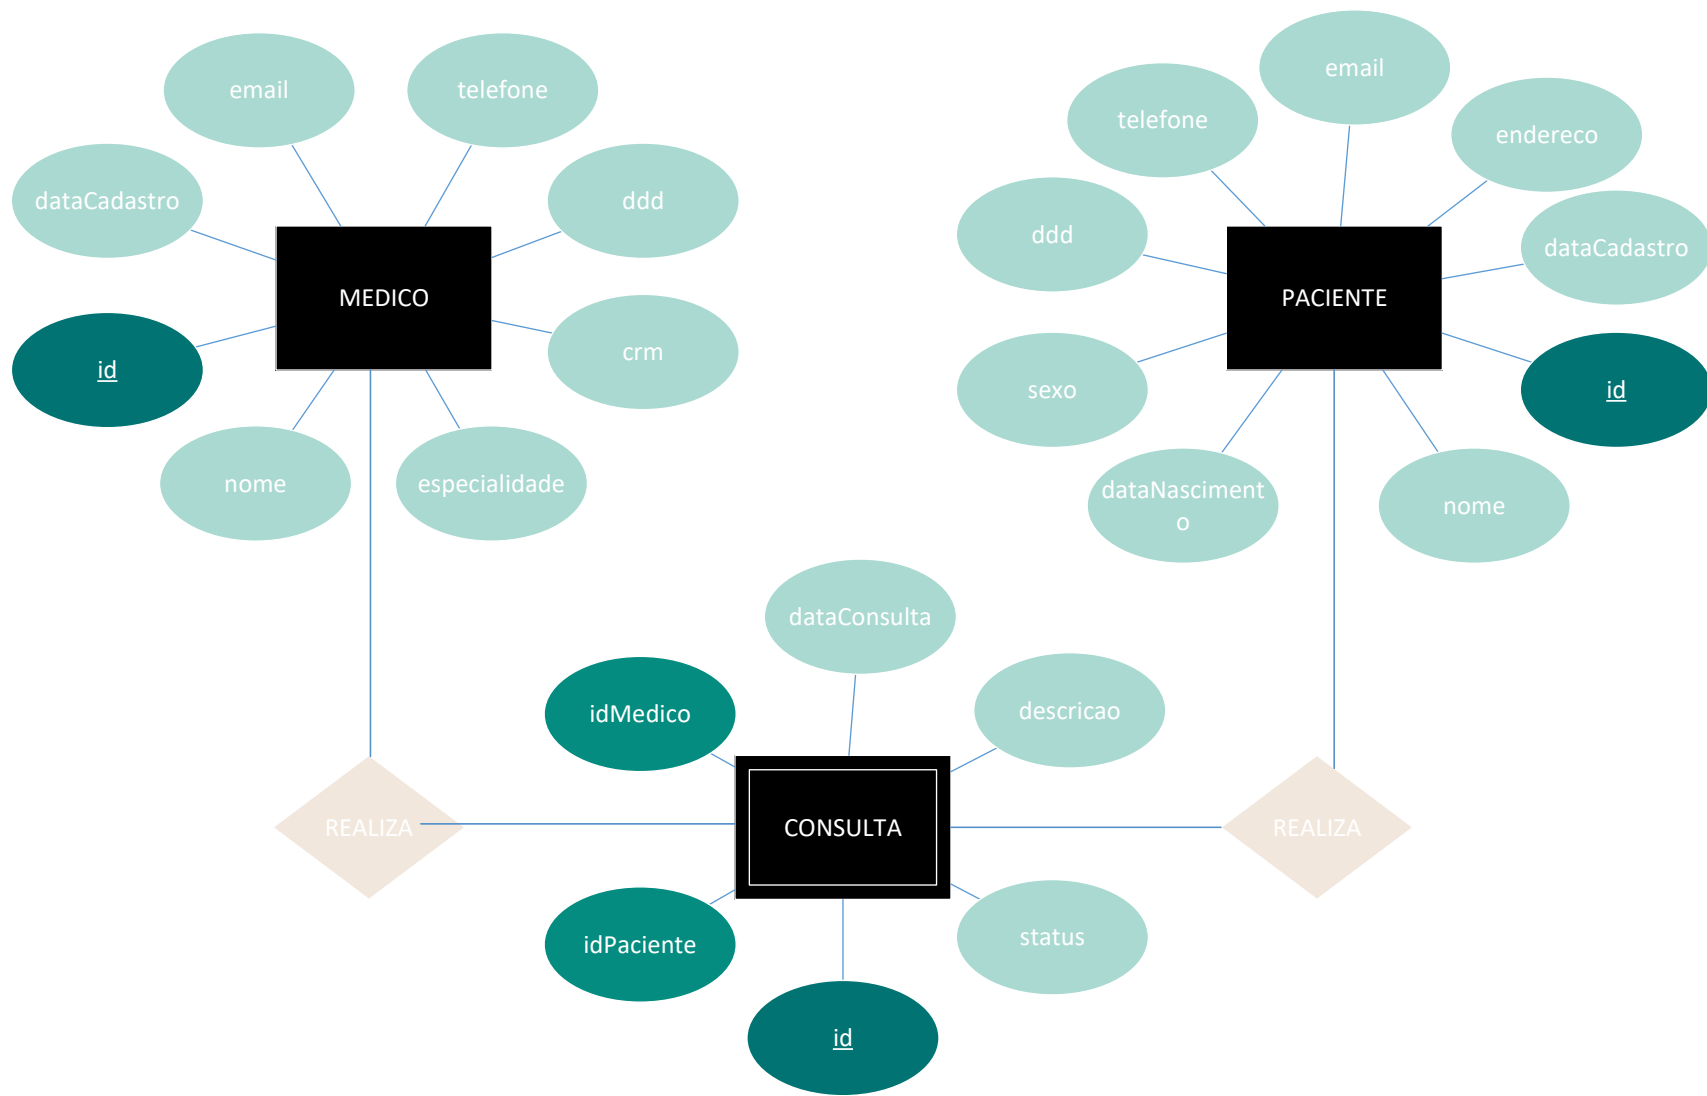 email
telefone
dataCadastro
ddd
MEDICO
id
crm
nome
especialidade
email
telefone
endereco
ddd
dataCadastro
PACIENTE
sexo
id
dataNasciment
o
nome
dataConsulta
idMedico
descricao
REALIZA
CONSULTA
REALIZA
idPaciente
status
id